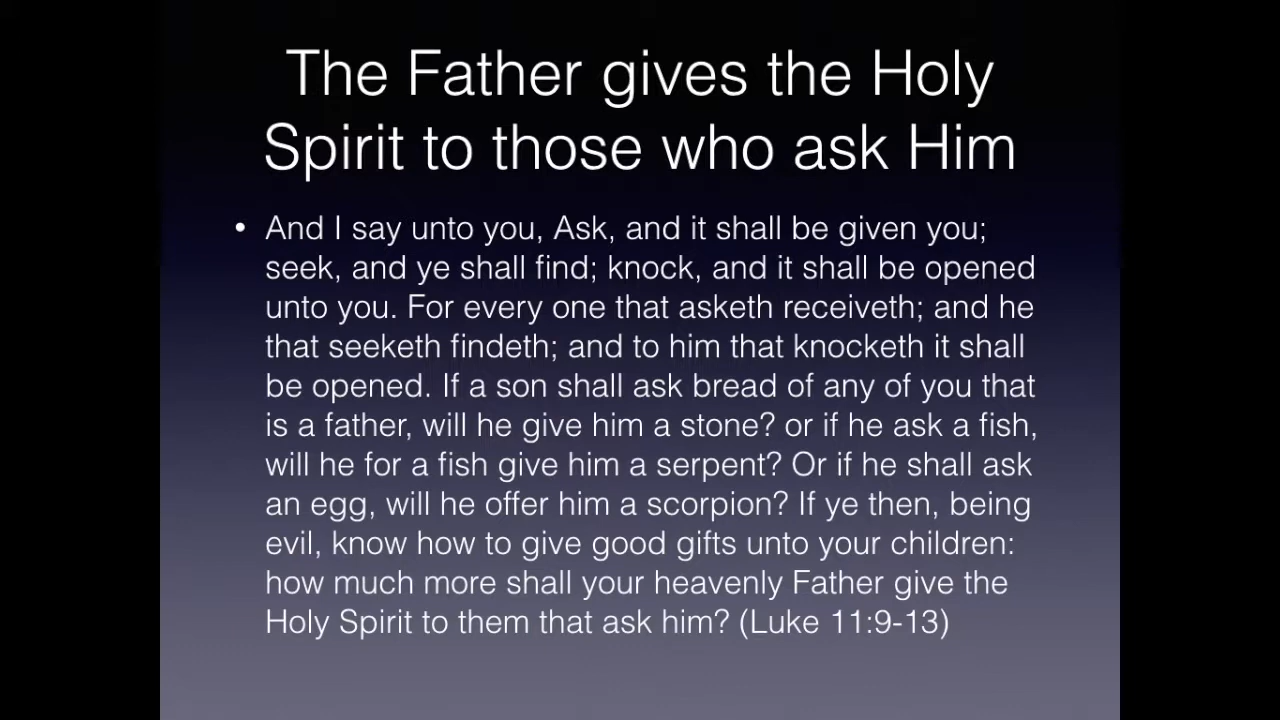 The Father gives the Holy
Spirit to those who ask Him
• And I say unto you, Ask, and it shall be given you;
seek, and ye shall find; knock, and it shall be opened
unto you. For every one that asketh receiveth; and he
that seeketh findeth; and to him that knocketh it shall
be opened. If a son shall ask bread of any of you that
is a father, will he give him a stone? or if he ask a fish,
will he for a fish give him a serpent? Or if he shall ask
an egg, will he offer him a scorpion? If ye then, being
evil, know how to give good gifts unto your children:
how much more shall your heavenly Father give the
Holy Spirit to them that ask him? (Luke 11:9-13)